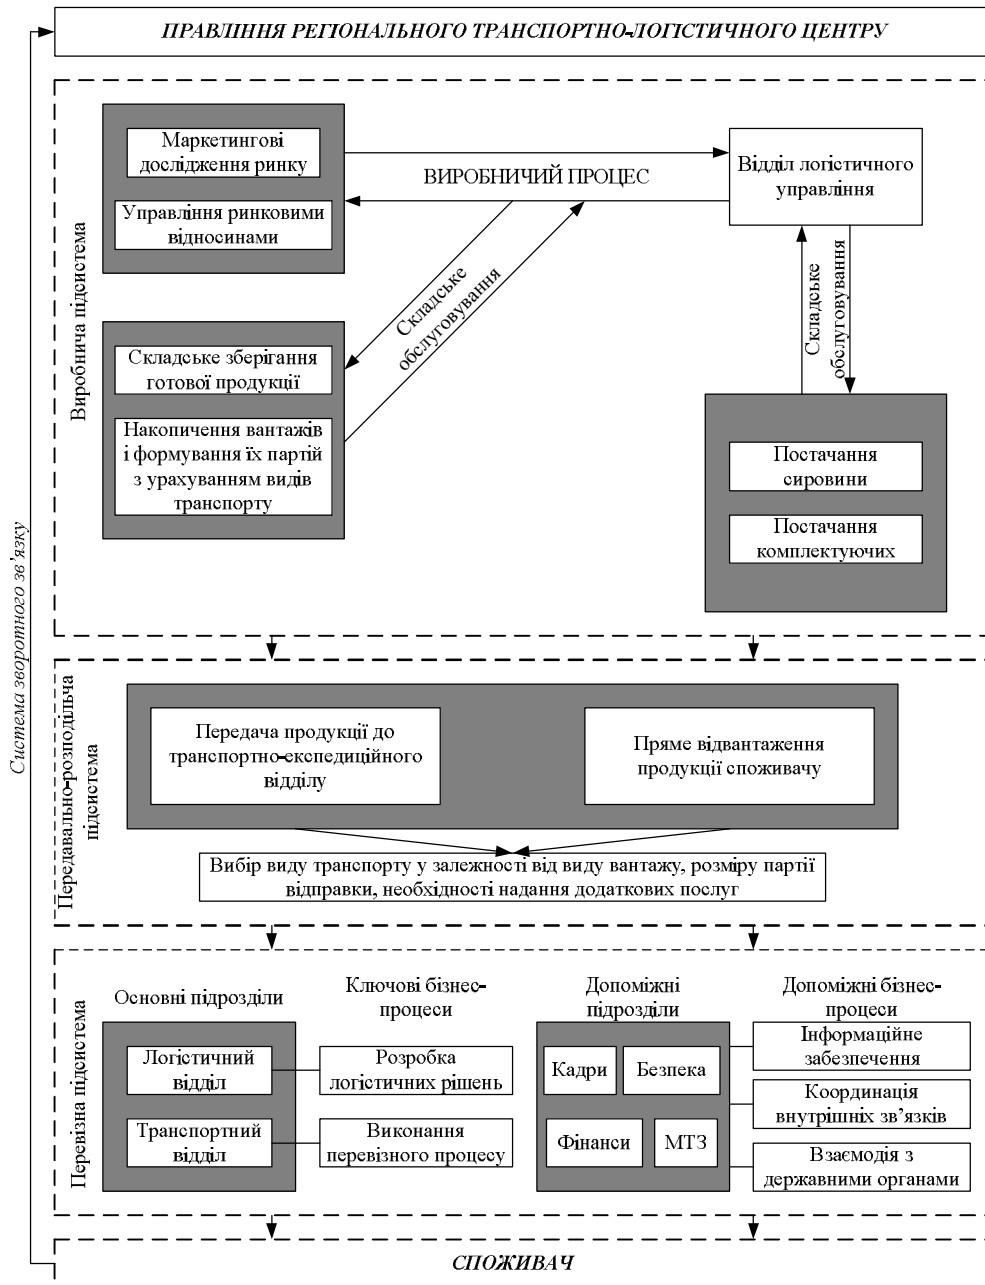 ПРАВЛІННЯ РЕГІОНАЛЬНОГО ТРАНСПОРТНО-ЛОГІСТИЧНОГО ЦЕНТРУ
Система зворотного зв'язку
Виробнича підсистема
Маркетингові
дослідження ринку
Управління ринковими
відносинами
ВИРОБНИЧИЙ ПРОЦЕС
Відділ логістичного
управління
Складське
обслуговування
Складське
обслуговування
Складське зберігання
готової продукції
Накопичення вантажів
і формування їх партій
з урахуванням видів
транспорту
Постачання
сировини
Постачання
комплектуючих
Передавально-розподільча
підсистема
Передача продукції до
транспортно-експедиційного
відділу
Пряме відвантаження
продукції споживачу
Вибір виду транспорту у залежності від виду вантажу, розміру партії
відправки, необхідності надання додаткових послуг
Перевізна підсистема
Основні підрозділи
Ключові бізнес-
процеси
Допоміжні
підрозділи
Допоміжні бізнес-
процеси
Логістичний
відділ
Розробка
логістичних рішень
Транспортний
відділ
Виконання
перевізного процесу
Кадри
Безпека
Фінанси
МТЗ
Інформаційне
забезпечення
Координація
внутрішніх зв'язків
Взаємодія з
державними органами
СПОЖИВАЧ